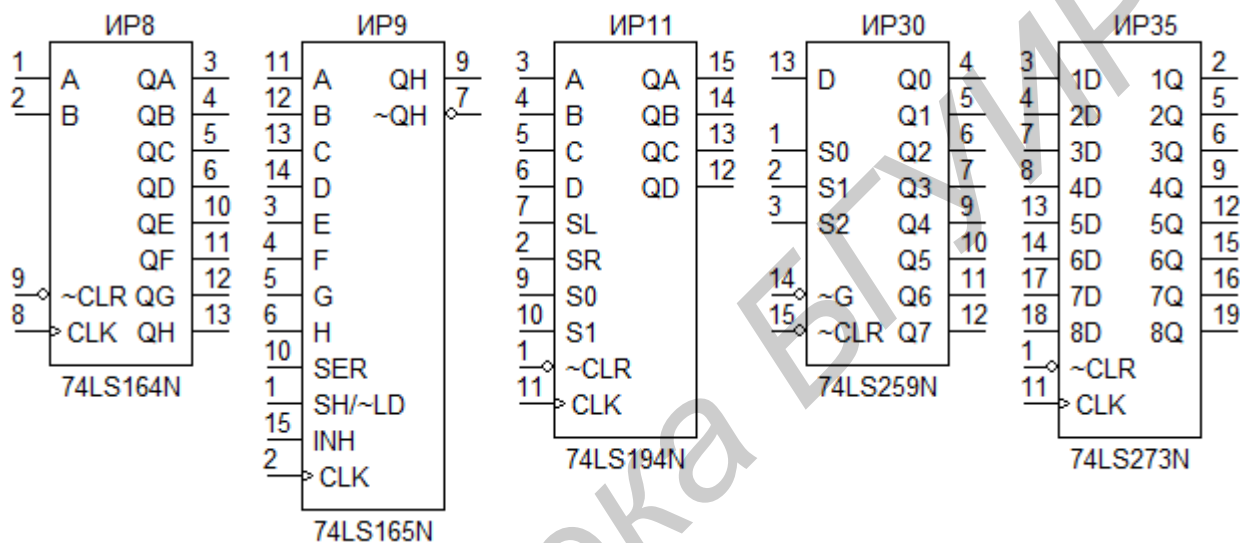 ИР8
1 A QA 3
2 B QB 4
QC 5
QD 6
QE 10
QF 11
9 ~CLR QG 12
8 CLK QH 13
74LS164N
ИР9
11 A QH 9
12 B ~QH 7
13 C
14 D
3 E
4 F
5 G
6 H
10 SER
1 SH/~LD
15 INH
2 CLK
74LS165N
ИР11
3 A QA 15
4 B QB 14
5 C QC 13
6 D QD 12
7 SL
2 SR
9 S0
10 S1
1 ~CLR
11 CLK
74LS194N
ИР30
13 D Q0 4
Q1 5
1 S0 Q2 6
2 S1 Q3 7
3 S2 Q4 9
Q5 10
14 ~G Q6 11
15 ~CLR Q7 12
74LS259N
ИР35
3 1D 1Q 2
4 2D 2Q 5
7 3D 3Q 6
8 4D 4Q 9
13 5D 5Q 12
14 6D 6Q 15
17 7D 7Q 16
18 8D 8Q 19
1 ~CLR
11 CLK
74LS273N
БГУИР